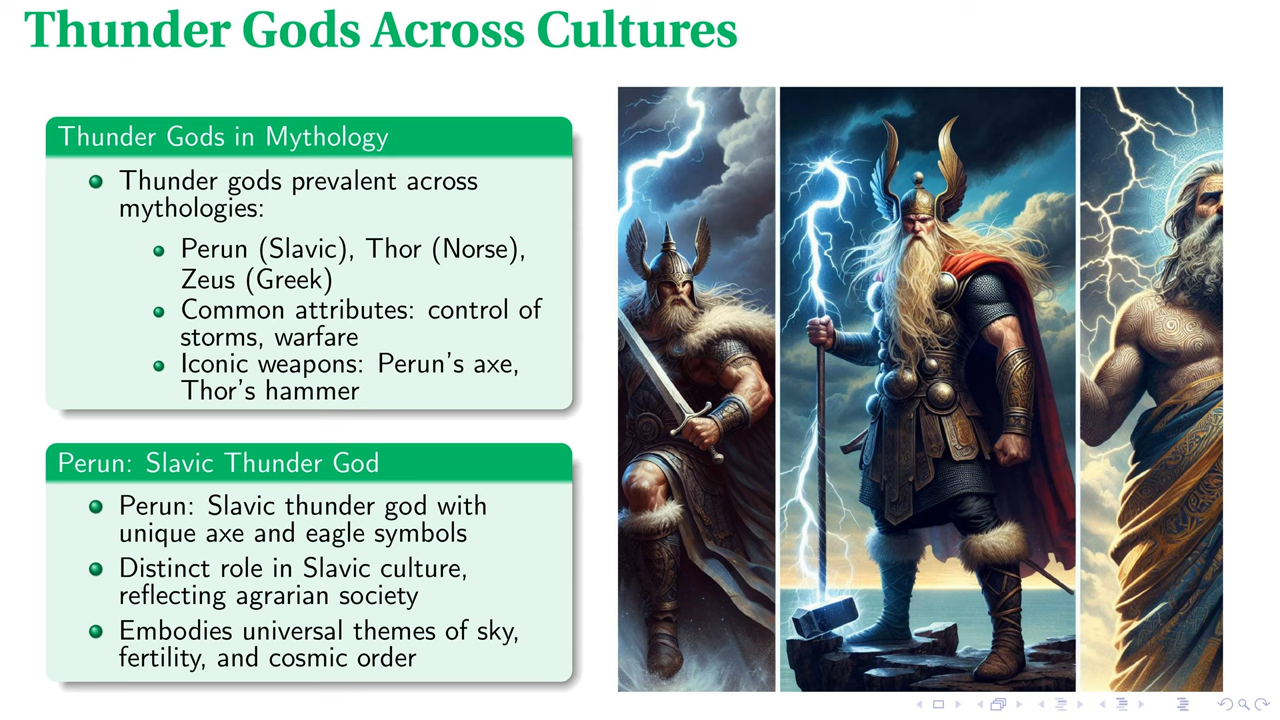 Thunder Gods Across Cultures
Thunder Gods in Mythology
Thunder gods prevalent across
mythologies:
Perun (Slavic), Thor (Norse),
Zeus (Greek)
Common attributes: control of
storms, warfare
Iconic weapons: Perun's axe,
Thor's hammer
Perun: Slavic Thunder God
Perun: Slavic thunder god with
unique axe and eagle symbols
Distinct role in Slavic culture,
reflecting agrarian society
Embodies universal themes of sky,
fertility, and cosmic order